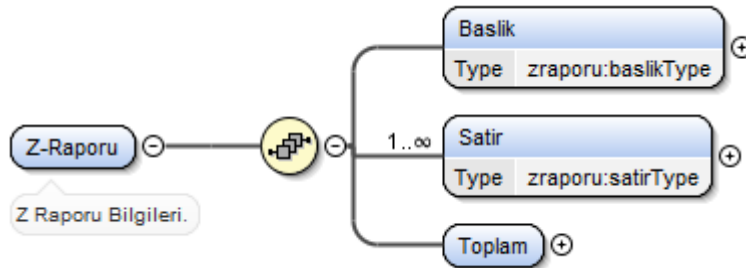 Baslik
Type zraporu:baslikType
Z-Raporu
Z Raporu Bilgileri.
1..∞
Satir
Type zraporu:satirType
Toplam